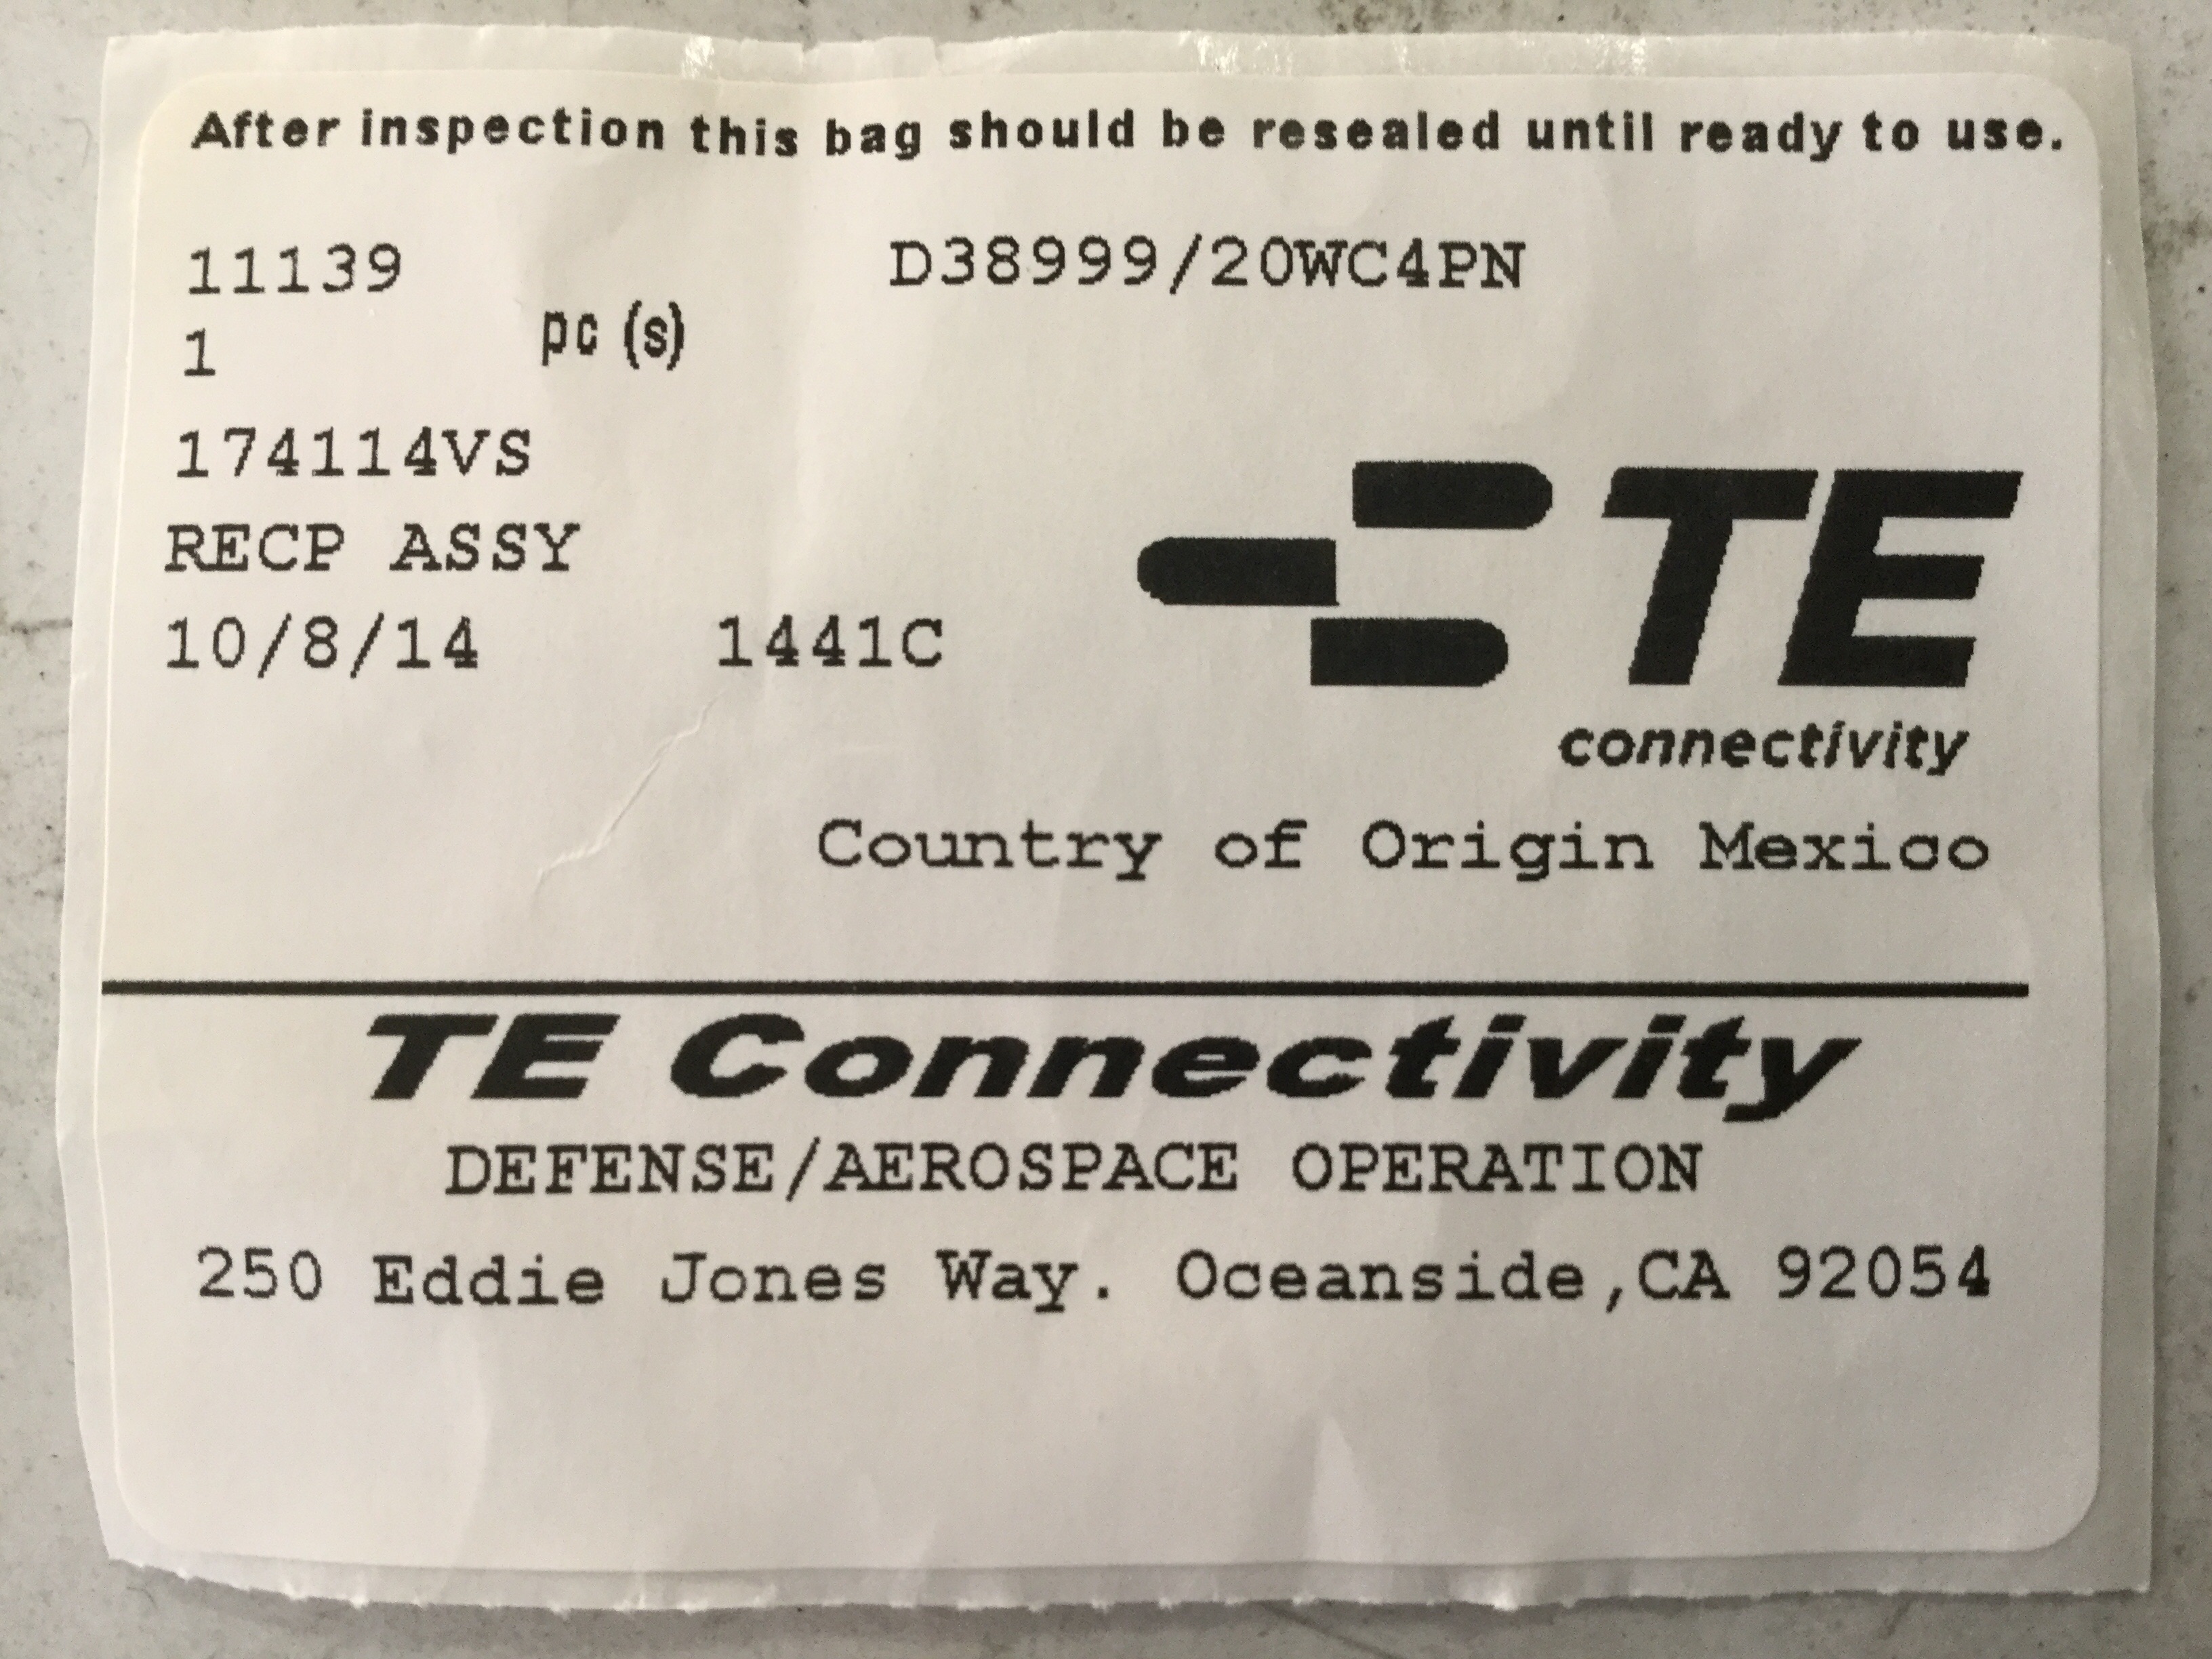 After inspection this bag should be resealed until ready to use.
11139 D38999/20WC4PN
1 pc (s)
174114VS
RECP ASSY
10/8/14 1441C
TE
connectivity
Country of Origin Mexico
TE Connectivity
DEFENSE/AEROSPACE OPERATION
250 Eddie Jones Way. Oceanside,CA 92054